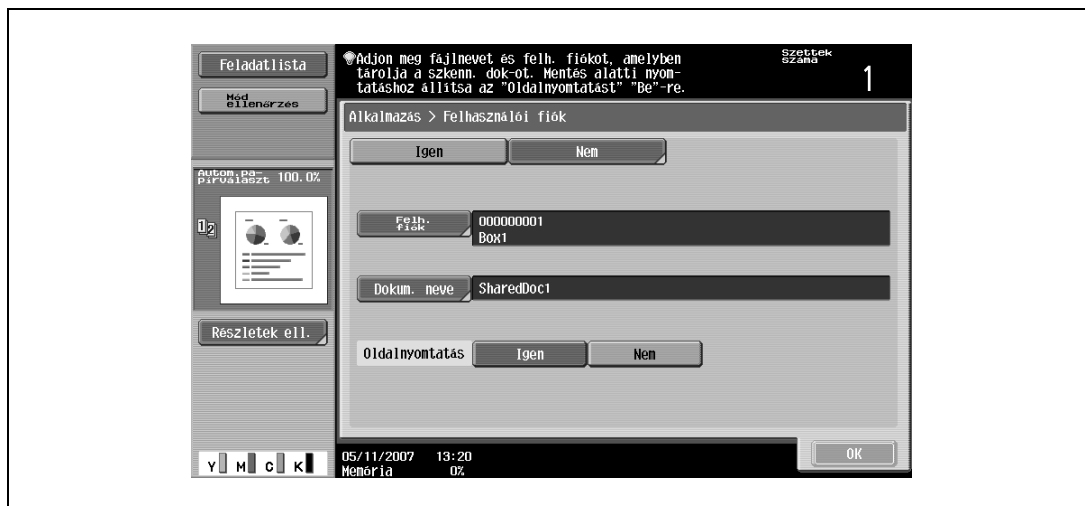 Feladatlista
Mód
ellenőrzés
Adjon meg fájlnevet és felh. fiókot, amelyben
tárolja a szkenn. dok-ot. Mentés alatti nyom-
tatáshoz állítsa az "Oldalnyomtatást" "Be"-re.
Szettek
száma
1
Alkalmazás > Felhasználói fiók
Igen
Nem
Autom.pa-
pírválaszt 100.0%
12
Felh.
fiók
000000001
Box1
Dokum. neve
SharedDoc1
Részletek ell.
Oldalnyomtatás
Igen
Nem
OK
Y M C K
05/11/2007 13:20
Memória 0%